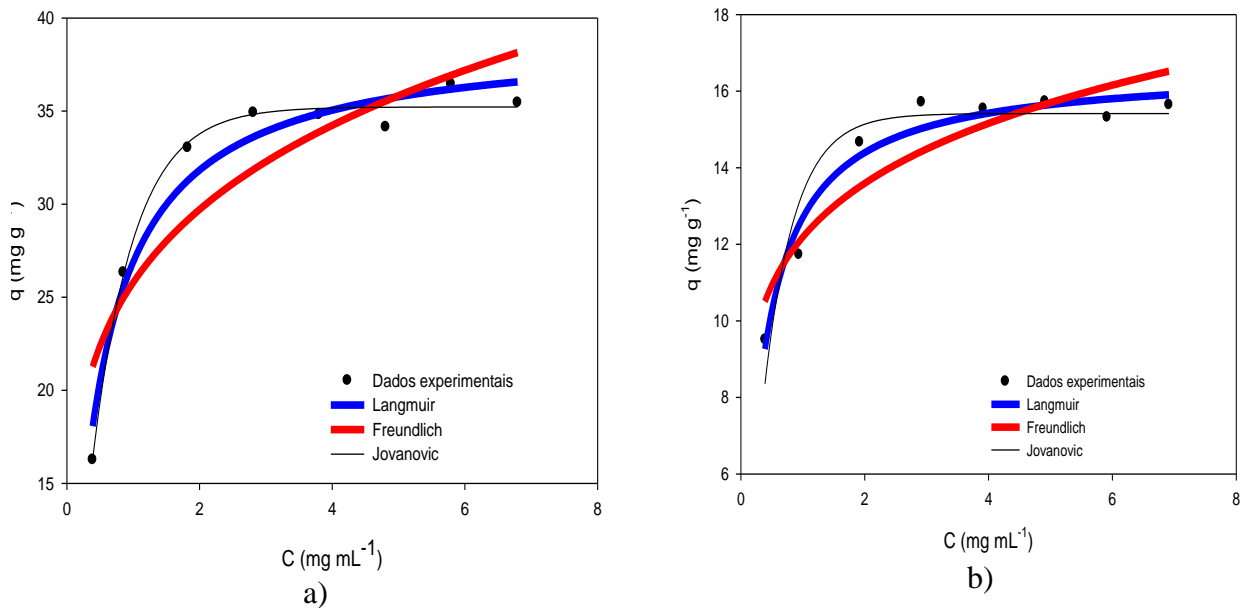 40
35
30
25
20
15
q (mg g⁻
0
2
4
6
8
Dados experimentais
Langmuir
Freundlich
Jovanovic
C (mg mL⁻¹)
a)
18
16
14
12
10
8
6
q (mg g⁻¹)
0
2
4
6
8
Dados experimentais
Langmuir
Freundlich
Jovanovic
C (mg mL⁻¹)
b)